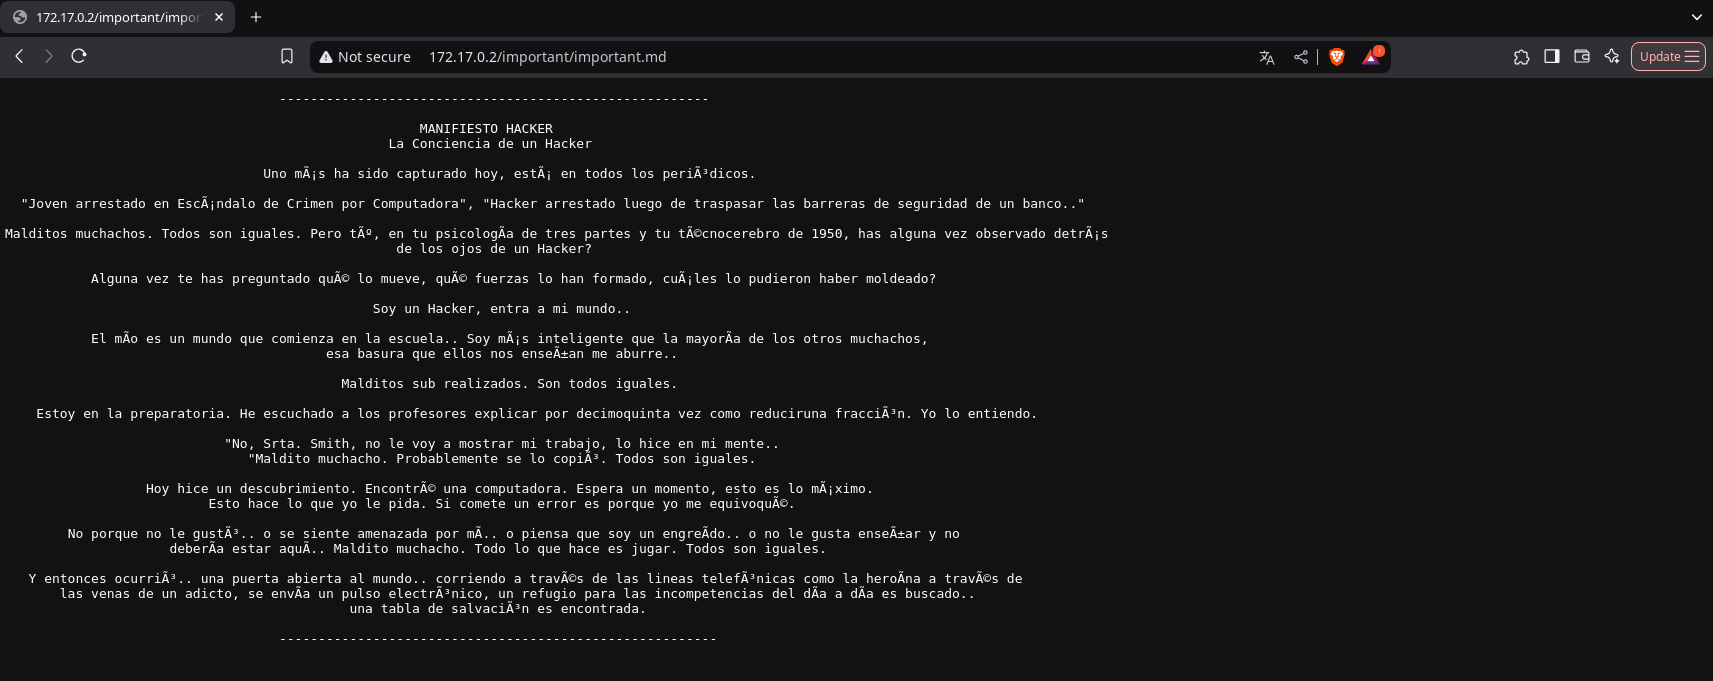 172.17.0.2/important/impor
Not secure 172.17.0.2/important/important.md
Update
-------------------------------------------------------
MANIFIESTO HACKER
La Conciencia de un Hacker
Uno mÃ¡s ha sido capturado hoy, estÃ¡ en todos los periÃ³dicos.
"Joven arrestado en EscÃ¡ndalo de Crimen por Computadora", "Hacker arrestado luego de traspasar las barreras de seguridad de un banco.."
Malditos muchachos. Todos son iguales. Pero tÃº, en tu psicologÃa de tres partes y tu tÃ©cnocerebro de 1950, has alguna vez observado detrÃ¡s
de los ojos de un Hacker?
Alguna vez te has preguntado quÃ© lo mueve, quÃ© fuerzas lo han formado, cuÃ¡les lo pudieron haber moldeado?
Soy un Hacker, entra a mi mundo..
El mÃo es un mundo que comienza en la escuela.. Soy mÃ¡s inteligente que la mayorÃa de los otros muchachos,
esa basura que ellos nos enseÃ±an me aburre..
Malditos sub realizados. Son todos iguales.
Estoy en la preparatoria. He escuchado a los profesores explicar por decimoquinta vez como reduciruna fracciÃ³n. Yo lo entiendo.
"No, Srta. Smith, no le voy a mostrar mi trabajo, lo hice en mi mente..
"Maldito muchacho. Probablemente se lo copiÃ³. Todos son iguales.
Hoy hice un descubrimiento. EncontrÃ© una computadora. Espera un momento, esto es lo mÃ¡ximo.
Esto hace lo que yo le pida. Si comete un error es porque yo me equivoquÃ©.
No porque no le gustÃ³.. o se siente amenazada por mÃ.. o piensa que soy un engreÃdo.. o no le gusta enseÃ±ar y no
deberÃa estar aquÃ.. Maldito muchacho. Todo lo que hace es jugar. Todos son iguales.
Y entonces ocurriÃ³.. una puerta abierta al mundo.. corriendo a travÃ©s de las lineas telefÃ³nicas como la heroÃna a travÃ©s de
las venas de un adicto, se envÃa un pulso electrÃ³nico, un refugio para las incompetencias del dÃa a dÃa es buscado..
una tabla de salvaciÃ³n es encontrada.
--------------------------------------------------------